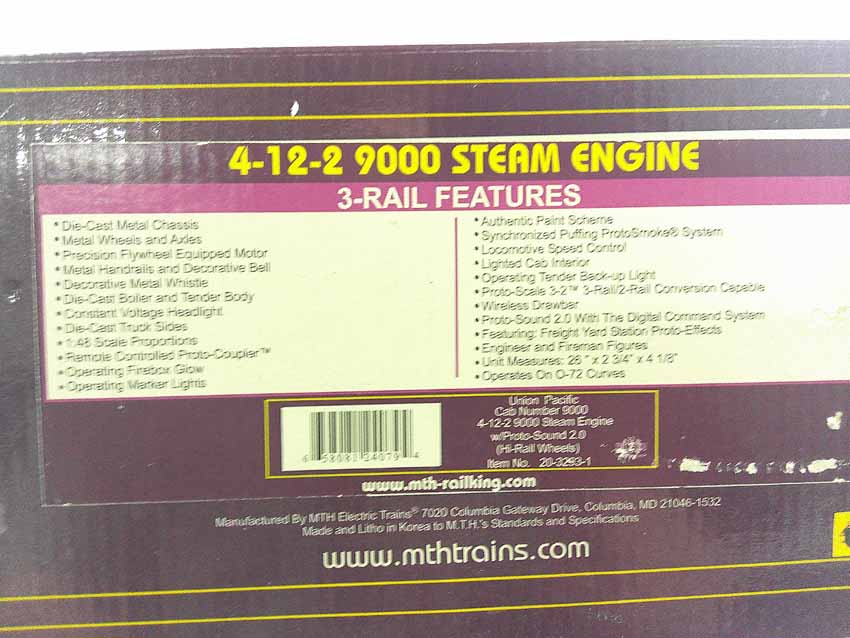 4-12-2 9000 STEAM ENGINE
3-RAIL FEATURES
• Die-Cast Metal Chassis
• Metal Wheels and Axles
• Precision Flywheel Equipped Motor
• Metal Handrails and Decorative Bell
• Decorative Metal Whistle
• Die-Cast Boiler and Tender Body
• Constant Voltage Headlight
• Die-Cast Truck Sides
• 1:48 Scale Proportions
• Remote Controlled Proto-Coupler™
• Operating Firebox Glow
• Operating Marker Lights
• Authentic Paint Scheme
• Synchronized Puffing ProtoSmoke® System
• Locomotive Speed Control
• Lighted Cab Interior
• Operating Tender Back-up Light
• Proto-Scale 3-2™ 3-Rail/2-Rail Conversion Capable
• Wireless Drawbar
• Proto-Sound 2.0 With The Digital Command System
• Featuring: Freight Yard Station Proto-Effects
• Engineer and Fireman Figures
• Unit Measures: 26 " x 2 3/4" x 4 1/8"
• Operates On O-72 Curves
Union Pacific
Cab Number 9000
4-12-2 9000 Steam Engine
w/Proto-Sound 2.0
(Hi-Rail Wheels)
Item No. 20-3293-1
6 58081 34079 4
www.mth-railking.com
Manufactured By MTH Electric Trains® 7020 Columbia Gateway Drive, Columbia, MD 21046-1532
Made and Litho in Korea to M.T.H.'s Standards and Specifications
www.mthtrains.com